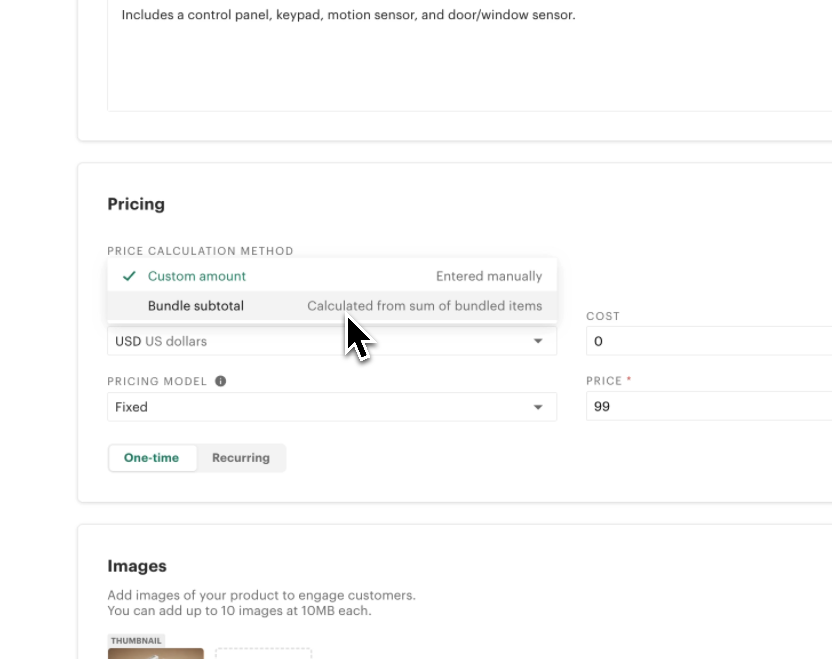 Includes a control panel, keypad, motion sensor, and door/window sensor.
Pricing
PRICE CALCULATION METHOD
Custom amount Entered manually
Bundle subtotal Calculated from sum of bundled items
COST
USD US dollars
0
PRICING MODEL
PRICE *
Fixed
99
One-time Recurring
Images
Add images of your product to engage customers.
You can add up to 10 images at 10MB each.
THUMBNAIL